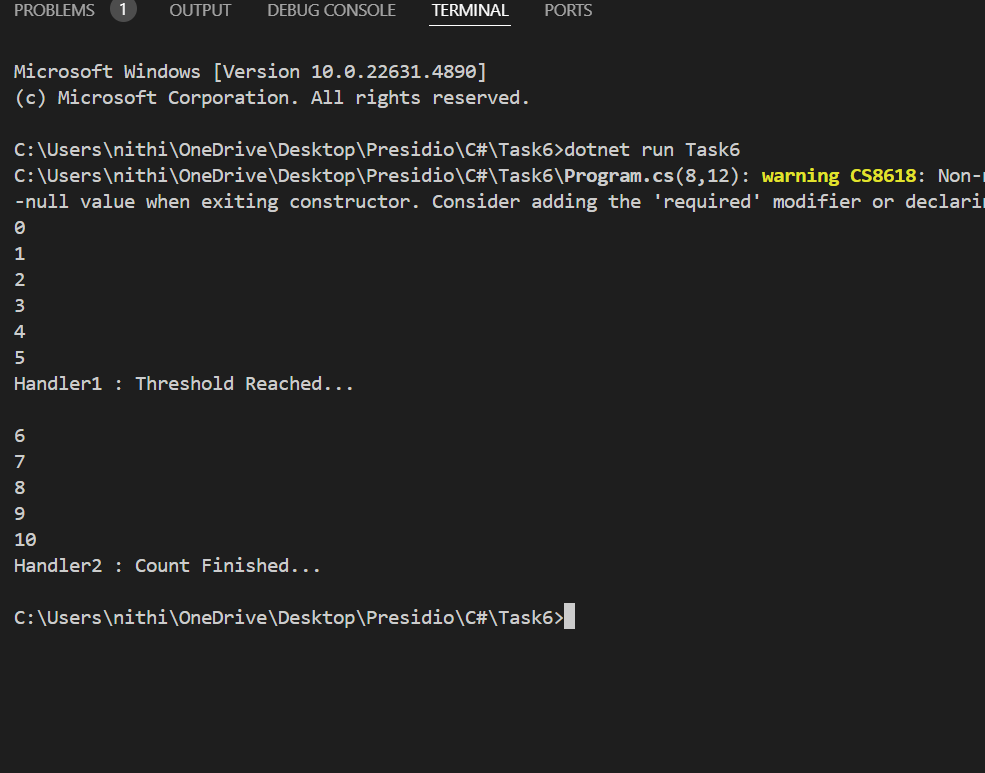 PROBLEMS 1 OUTPUT DEBUG CONSOLE TERMINAL PORTS
Microsoft Windows [Version 10.0.22631.4890]
(c) Microsoft Corporation. All rights reserved.
C:\Users\nithi\OneDrive\Desktop\Presidio\C#\Task6>dotnet run Task6
C:\Users\nithi\OneDrive\Desktop\Presidio\C#\Task6\Program.cs(8,12): warning CS8618: Non-
-null value when exiting constructor. Consider adding the 'required' modifier or
0
1
2
3
4
5
Handler1 : Threshold Reached...
6
7
8
9
10
Handler2 : Count Finished...
C:\Users\nithi\OneDrive\Desktop\Presidio\C#\Task6>